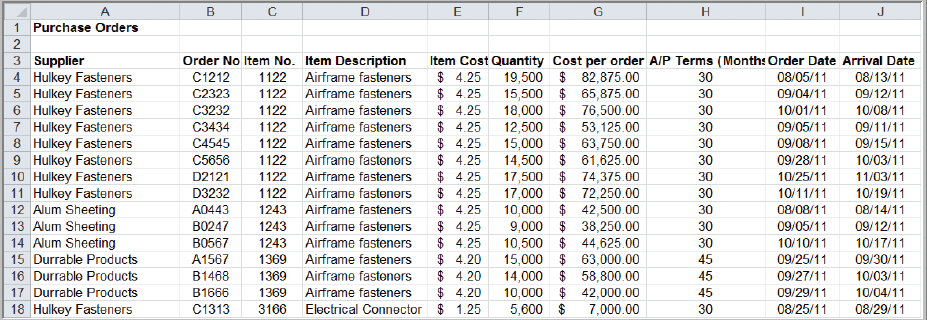 A B C D E F G H I J
1 Purchase Orders
2
3 Supplier Order No Item No. Item Description Item Cost Quantity Cost per order A/P Terms (Months Order Date Arrival Date
4 Hulkey Fasteners C1212 1122 Airframe fasteners $ 4.25 19,500 $ 82,875.00 30 08/05/11 08/13/11
5 Hulkey Fasteners C2323 1122 Airframe fasteners $ 4.25 15,500 $ 65,875.00 30 09/04/11 09/12/11
6 Hulkey Fasteners C3232 1122 Airframe fasteners $ 4.25 18,000 $ 76,500.00 30 10/01/11 10/08/11
7 Hulkey Fasteners C3434 1122 Airframe fasteners $ 4.25 12,500 $ 53,125.00 30 09/05/11 09/11/11
8 Hulkey Fasteners C4545 1122 Airframe fasteners $ 4.25 15,000 $ 63,750.00 30 09/08/11 09/15/11
9 Hulkey Fasteners C5656 1122 Airframe fasteners $ 4.25 14,500 $ 61,625.00 30 09/28/11 10/03/11
10 Hulkey Fasteners D2121 1122 Airframe fasteners $ 4.25 17,500 $ 74,375.00 30 10/25/11 11/03/11
11 Hulkey Fasteners D3232 1122 Airframe fasteners $ 4.25 17,000 $ 72,250.00 30 10/11/11 10/19/11
12 Alum Sheeting A0443 1243 Airframe fasteners $ 4.25 10,000 $ 42,500.00 30 08/08/11 08/14/11
13 Alum Sheeting B0247 1243 Airframe fasteners $ 4.25 9,000 $ 38,250.00 30 09/05/11 09/12/11
14 Alum Sheeting B0567 1243 Airframe fasteners $ 4.25 10,500 $ 44,625.00 30 10/10/11 10/17/11
15 Durrable Products A1567 1369 Airframe fasteners $ 4.20 15,000 $ 63,000.00 45 09/25/11 09/30/11
16 Durrable Products B1468 1369 Airframe fasteners $ 4.20 14,000 $ 58,800.00 45 09/27/11 10/03/11
17 Durrable Products B1666 1369 Airframe fasteners $ 4.20 10,000 $ 42,000.00 45 09/29/11 10/04/11
18 Hulkey Fasteners C1313 3166 Electrical Connector $ 1.25 5,600 $ 7,000.00 30 08/25/11 08/29/11